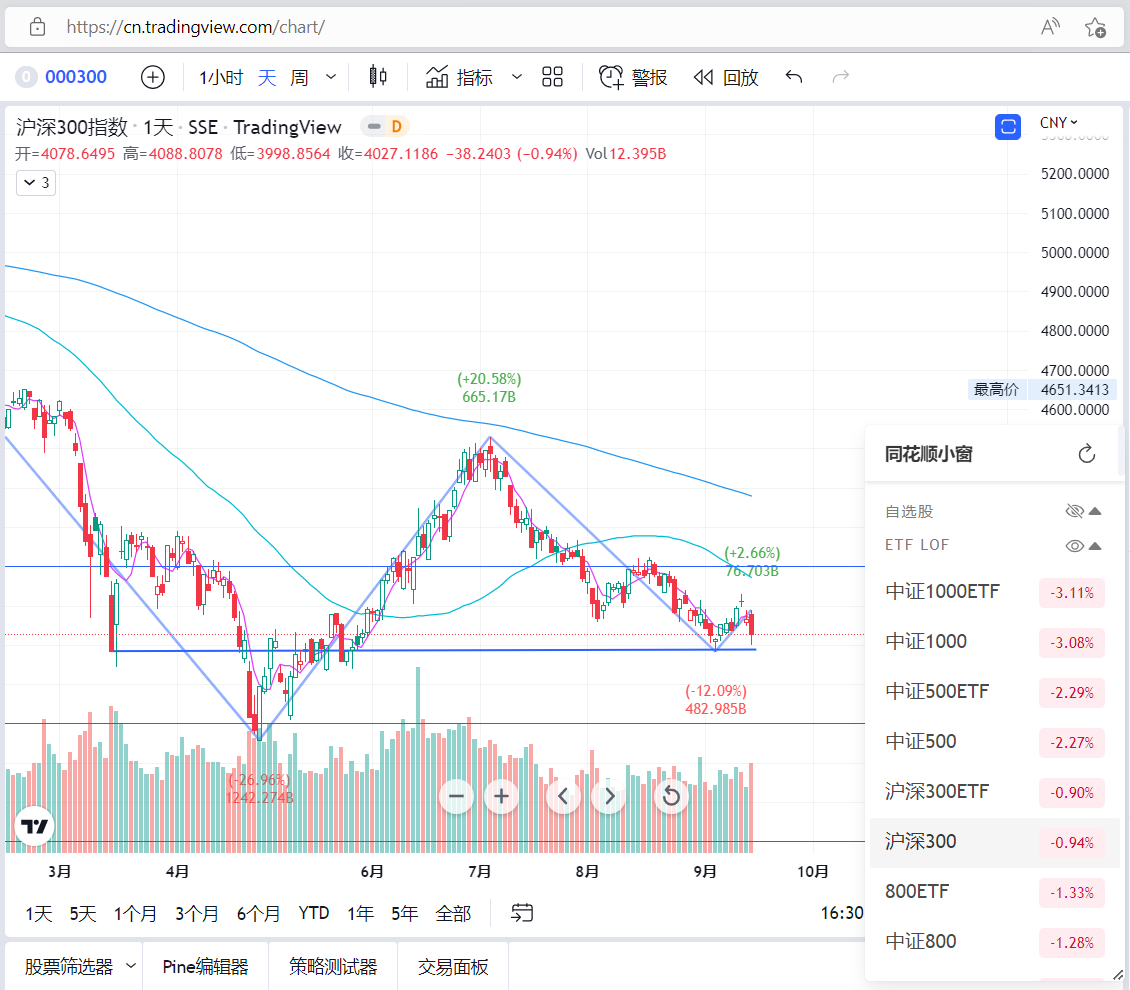 https://cn.tradingview.com/chart/
0 000300 1小时 天 周 指标 警报 回放
沪深300指数 · 1天 · SSE · TradingView D
CNY
开=4078.6495 高=4088.8078 低=3998.8564 收=4027.1186 −38.2403 (−0.94%) Vol 12.395B
3
5300.0000
5200.0000
5100.0000
5000.0000
4900.0000
4800.0000
4700.0000
最高价 4651.3413
4600.0000
(+20.58%)
665.17B
(+2.66%)
76.703B
(-12.09%)
482.985B
(-26.96%)
1242.274B
3月 4月 6月 7月 8月 9月 10月
1天 5天 1个月 3个月 6个月 YTD 1年 5年 全部 16:30
股票筛选器 Pine编辑器 策略测试器 交易面板
同花顺小窗
自选股
ETF LOF
中证1000ETF -3.11%
中证1000 -3.08%
中证500ETF -2.29%
中证500 -2.27%
沪深300ETF -0.90%
沪深300 -0.94%
800ETF -1.33%
中证800 -1.28%